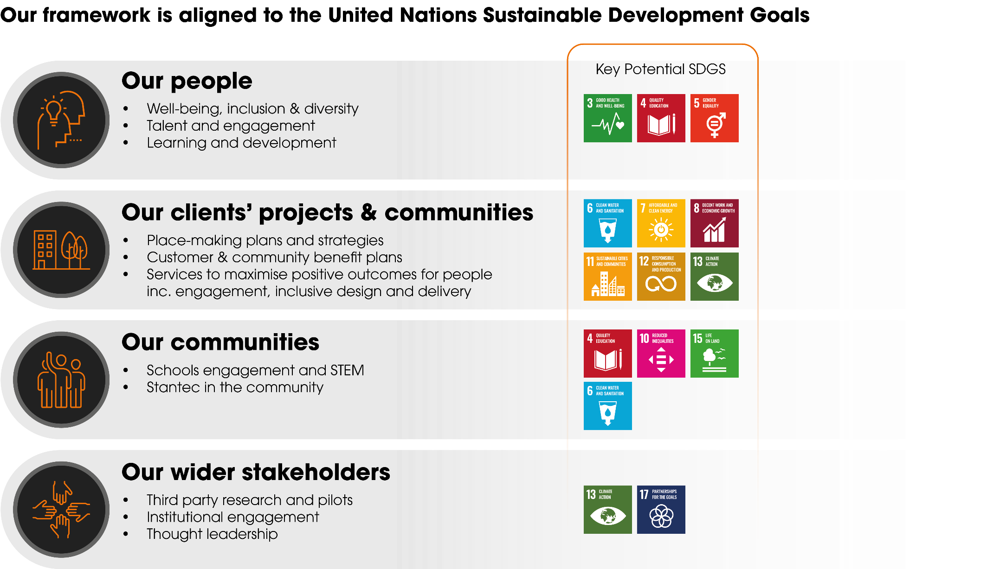 Our framework is aligned to the United Nations Sustainable Development Goals
Key Potential SDGS
Our people
• Well-being, inclusion & diversity
• Talent and engagement
• Learning and development
3 GOOD HEALTH
AND WELL-BEING
4 QUALITY
EDUCATION
5 GENDER
EQUALITY
Our clients’ projects & communities
• Place-making plans and strategies
• Customer & community benefit plans
• Services to maximise positive outcomes for people
inc. engagement, inclusive design and delivery
6 CLEAN WATER
AND SANITATION
7 AFFORDABLE AND
CLEAN ENERGY
8 DECENT WORK AND
ECONOMIC GROWTH
11 SUSTAINABLE CITIES
AND COMMUNITIES
12 RESPONSIBLE
CONSUMPTION
AND PRODUCTION
13 CLIMATE
ACTION
Our communities
• Schools engagement and STEM
• Stantec in the community
4 QUALITY
EDUCATION
10 REDUCED
INEQUALITIES
15 LIFE
ON LAND
6 CLEAN WATER
AND SANITATION
Our wider stakeholders
• Third party research and pilots
• Institutional engagement
• Thought leadership
13 CLIMATE
ACTION
17 PARTNERSHIPS
FOR THE GOALS